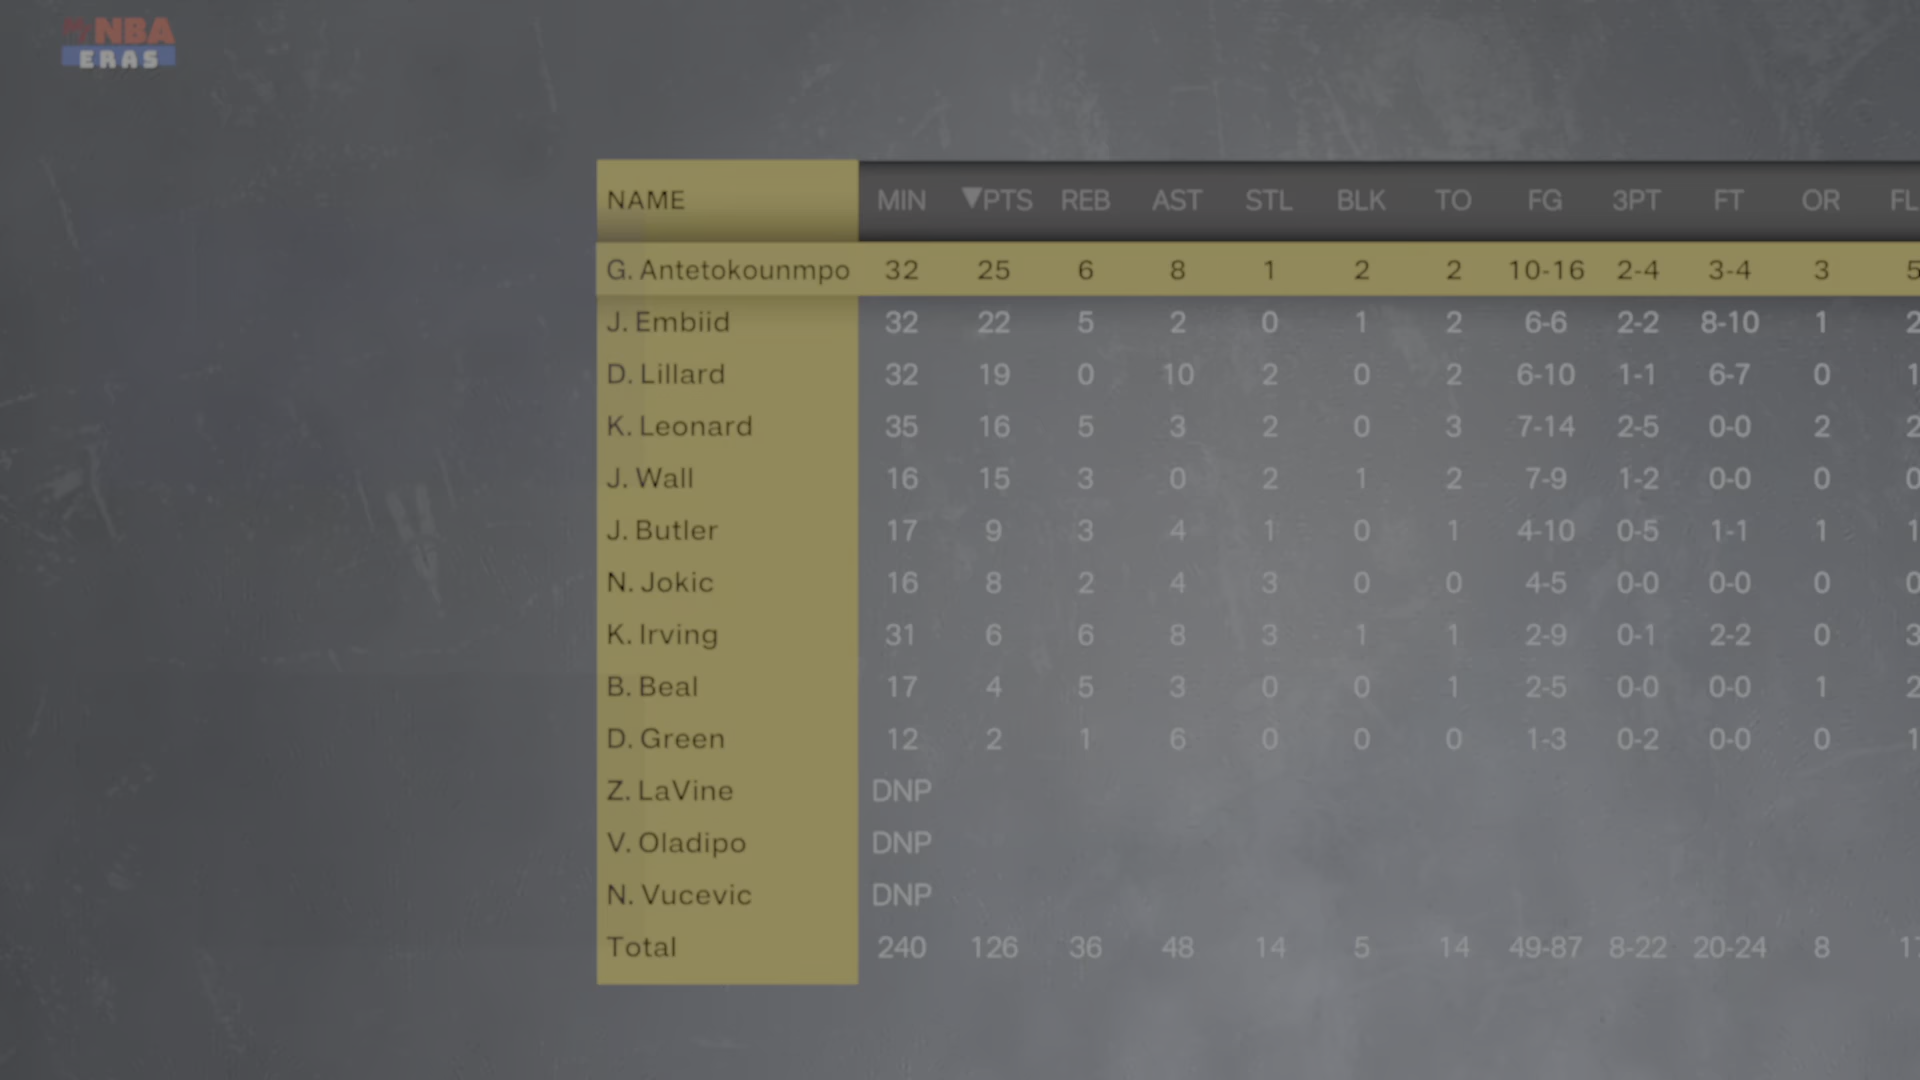 My NBA
ERAS
NAME MIN ▼PTS REB AST STL BLK TO FG 3PT FT OR FL
G. Antetokounmpo 32 25 6 8 1 2 2 10-16 2-4 3-4 3 5
J. Embiid 32 22 5 2 0 1 2 6-6 2-2 8-10 1 2
D. Lillard 32 19 0 10 2 0 2 6-10 1-1 6-7 0 1
K. Leonard 35 16 5 3 2 0 3 7-14 2-5 0-0 2 2
J. Wall 16 15 3 0 2 1 2 7-9 1-2 0-0 0 0
J. Butler 17 9 3 4 1 0 1 4-10 0-5 1-1 1 1
N. Jokic 16 8 2 4 3 0 0 4-5 0-0 0-0 0 0
K. Irving 31 6 6 8 3 1 1 2-9 0-1 2-2 0 3
B. Beal 17 4 5 3 0 0 1 2-5 0-0 0-0 1 2
D. Green 12 2 1 6 0 0 0 1-3 0-2 0-0 0 1
Z. LaVine DNP
V. Oladipo DNP
N. Vucevic DNP
Total 240 126 36 48 14 5 14 49-87 8-22 20-24 8